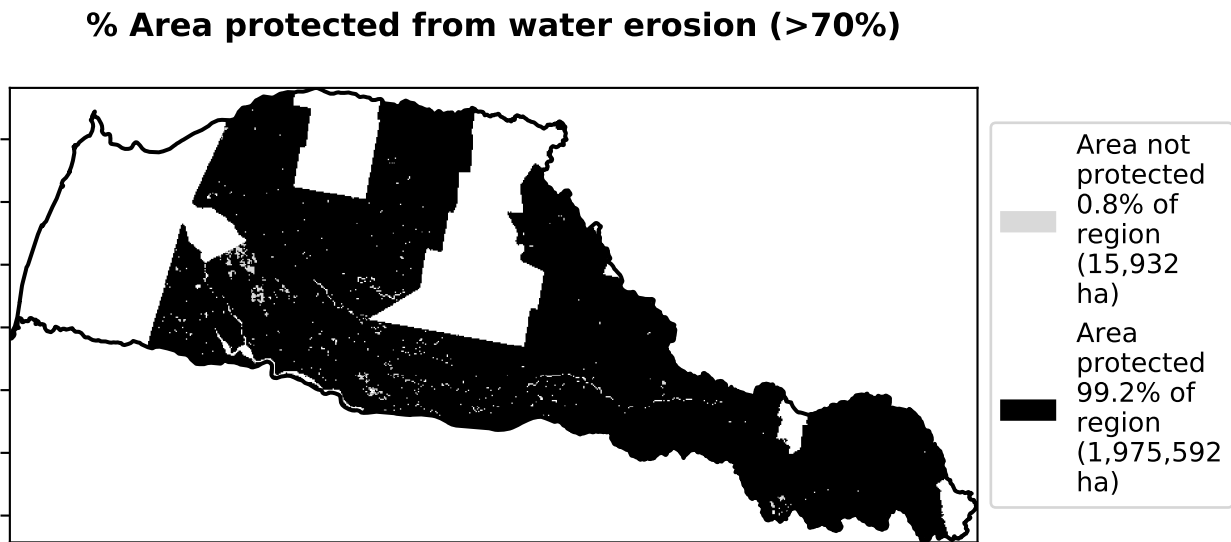 % Area protected from water erosion (>70%)
Area not
protected
0.8% of
region
(15,932
ha)
Area
protected
99.2% of
region
(1,975,592
ha)